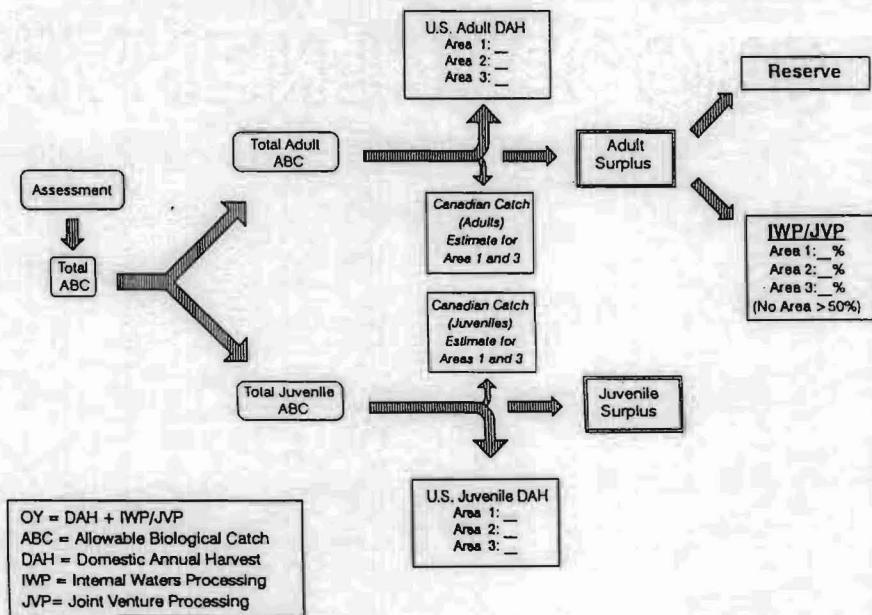 U.S. Adult DAH
Area 1: __
Area 2: __
Area 3: __
Reserve
Total Adult
ABC
Adult
Surplus
Assessment
Total
ABC
Canadian Catch
(Adults)
Estimate for
Area 1 and 3
IWP/JVP
Area 1:__%
Area 2:__%
Area 3:__%
(No Area > 50%)
Canadian Catch
(Juveniles)
Estimate for
Areas 1 and 3
Total Juvenile
ABC
Juvenile
Surplus
U.S. Juvenile DAH
Area 1: __
Area 2: __
Area 3: __
OY = DAH + IWP/JVP
ABC = Allowable Biological Catch
DAH = Domestic Annual Harvest
IWP = Internal Waters Processing
JVP= Joint Venture Processing